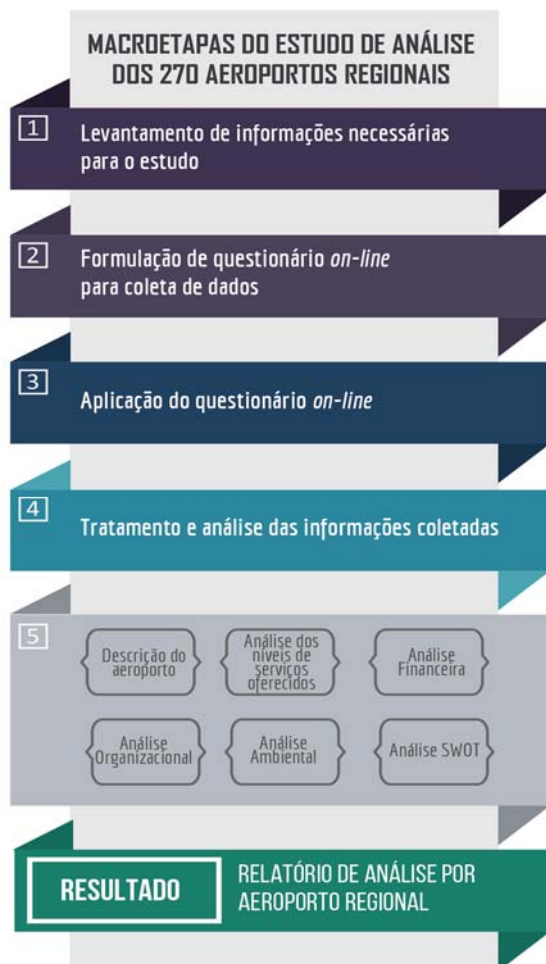 MACROETAPAS DO ESTUDO DE ANÁLISE
DOS 270 AEROPORTOS REGIONAIS
1
Levantamento de informações necessárias
para o estudo
2
Formulação de questionário on-line
para coleta de dados
3
Aplicação do questionário on-line
4
Tratamento e análise das informações coletadas
5
Descrição do
aeroporto
Análise dos
níveis de
serviços
oferecidos
Análise
Financeira
Análise
Organizacional
Análise
Ambiental
Análise SWOT
RESULTADO
RELATÓRIO DE ANÁLISE POR
AEROPORTO REGIONAL